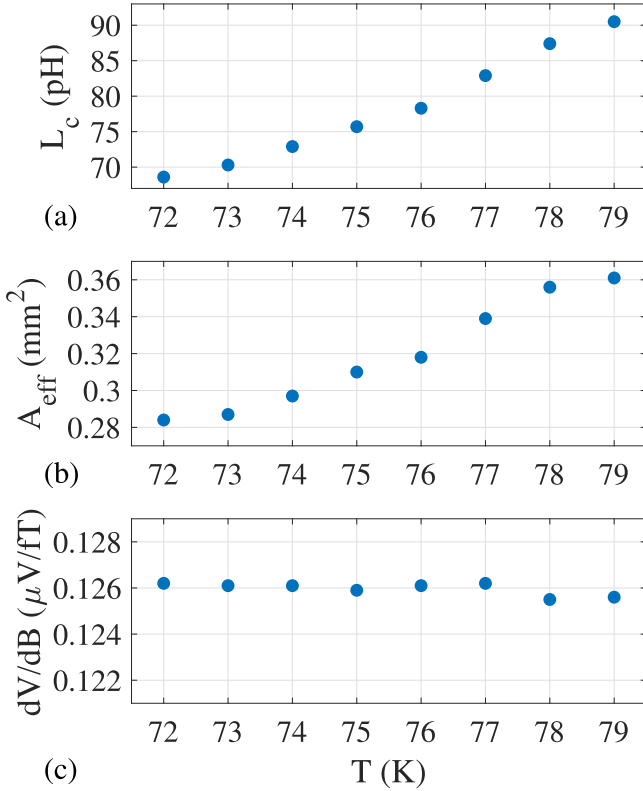 90
85
80
75
70
L_c (pH)
(a)
72 73 74 75 76 77 78 79
0.36
0.34
0.32
0.3
0.28
A_eff (mm²)
(b)
72 73 74 75 76 77 78 79
0.128
0.126
0.124
0.122
dV/dB (μV/fT)
72 73 74 75 76 77 78 79
(c)
T (K)